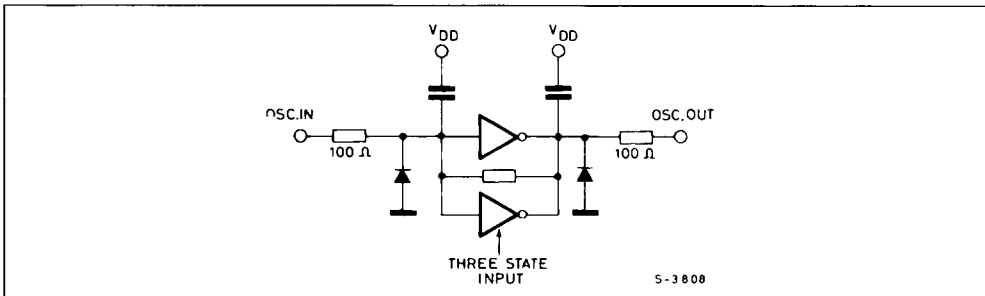 VDD VDD
OSC.IN OSC.OUT
100 Ω 100 Ω
THREE STATE
INPUT
S-3808